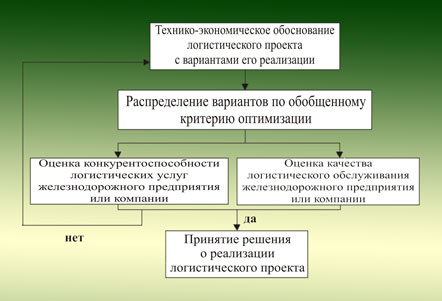 Технико-экономическое обоснование
логистического проекта
с вариантами его реализации
Распределение вариантов по обобщенному
критерию оптимизации
Оценка конкурентоспособности
логистических услуг
железнодорожного предприятия
или компании
Оценка качества
логистического обслуживания
железнодорожного предприятия
или компании
нет
да
Принятие решения
о реализации
логистического проекта